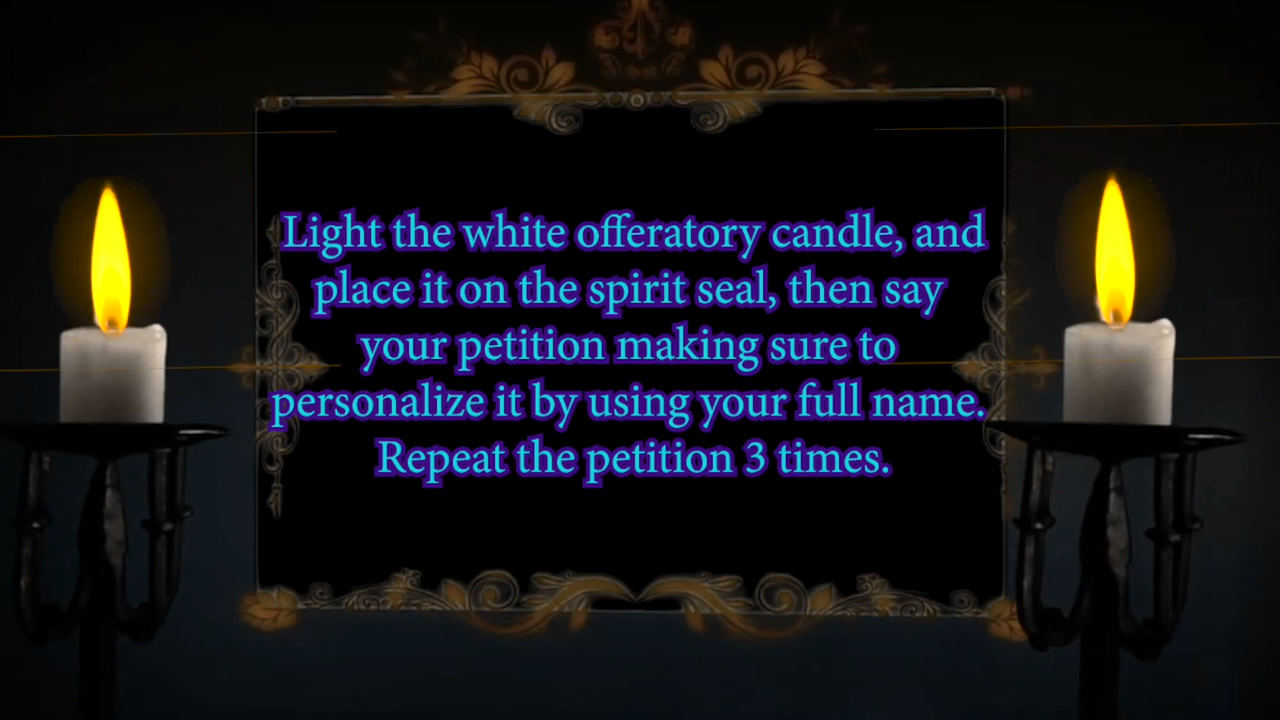 Light the white offeratory candle, and
place it on the spirit seal, then say
your petition making sure to
personalize it by using your full name.
Repeat the petition 3 times.